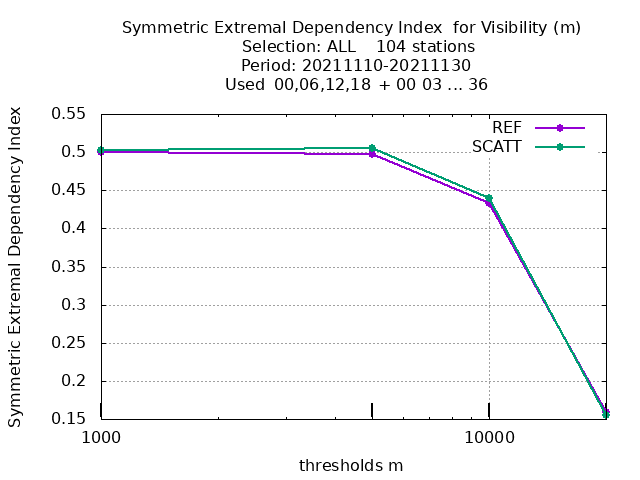 Symmetric Extremal Dependency Index  for Visibility (m)
Selection: ALL    104 stations
Period: 20211110-20211130
Used  00,06,12,18 + 00 03 ... 36
Symmetric Extremal Dependency Index
0.55
0.5
0.45
0.4
0.35
0.3
0.25
0.2
0.15
REF
SCATT
1000
10000
thresholds m